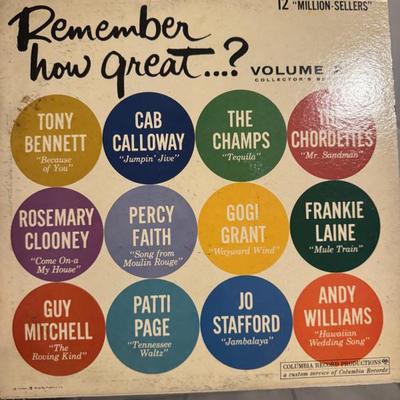 12 "MILLION-SELLERS"
Remember
how great...?
VOLUME
COLLECTOR'S
TONY
BENNETT
"Because
of You"
CAB
CALLOWAY
"Jumpin' Jive"
THE
CHAMPS
"Tequila"
THE
CHORDETTES
"Mr. Sandman"
ROSEMARY
CLOONEY
"Come On-a
My House"
PERCY
FAITH
"Song from
Moulin Rouge"
GOGI
GRANT
"Wayward Wind"
FRANKIE
LAINE
"Mule Train"
GUY
MITCHELL
"The
Roving Kind"
PATTI
PAGE
"Tennessee
Waltz"
JO
STAFFORD
"Jambalaya"
ANDY
WILLIAMS
"Hawaiian
Wedding Song"
COLUMBIA RECORD PRODUCTIONS
a custom service of Columbia Records